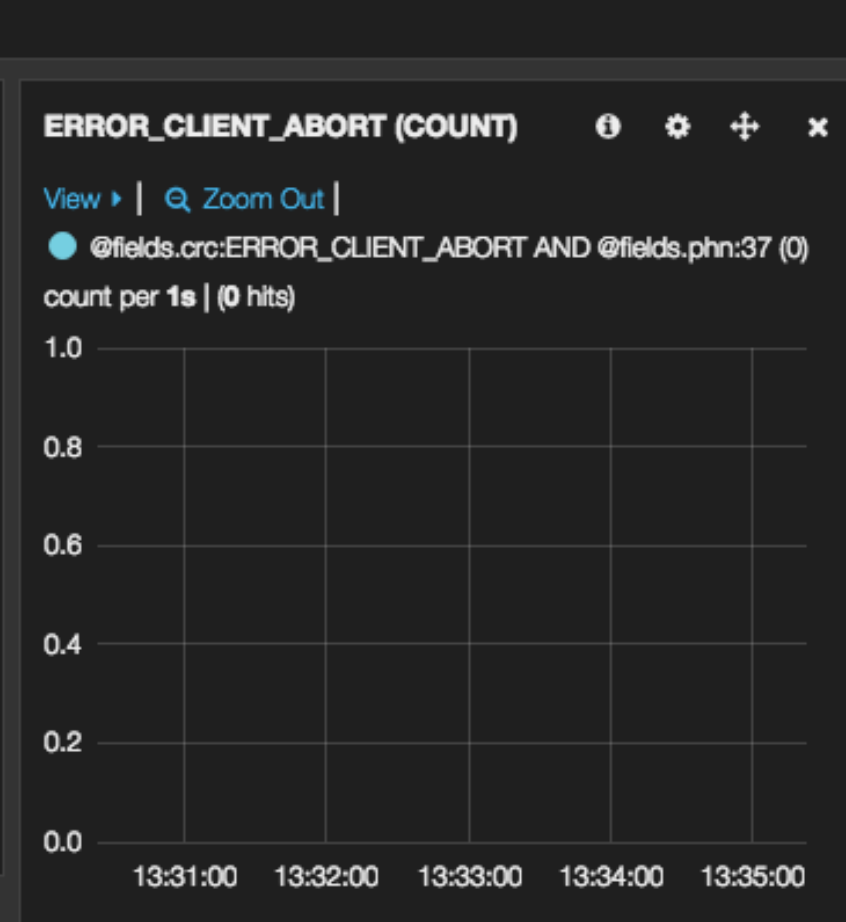 ERROR_CLIENT_ABORT (COUNT)
View | Zoom Out |
@fields.crc:ERROR_CLIENT_ABORT AND @fields.phn:37 (0)
count per 1s | (0 hits)
1.0
0.8
0.6
0.4
0.2
0.0
13:31:00 13:32:00 13:33:00 13:34:00 13:35:00